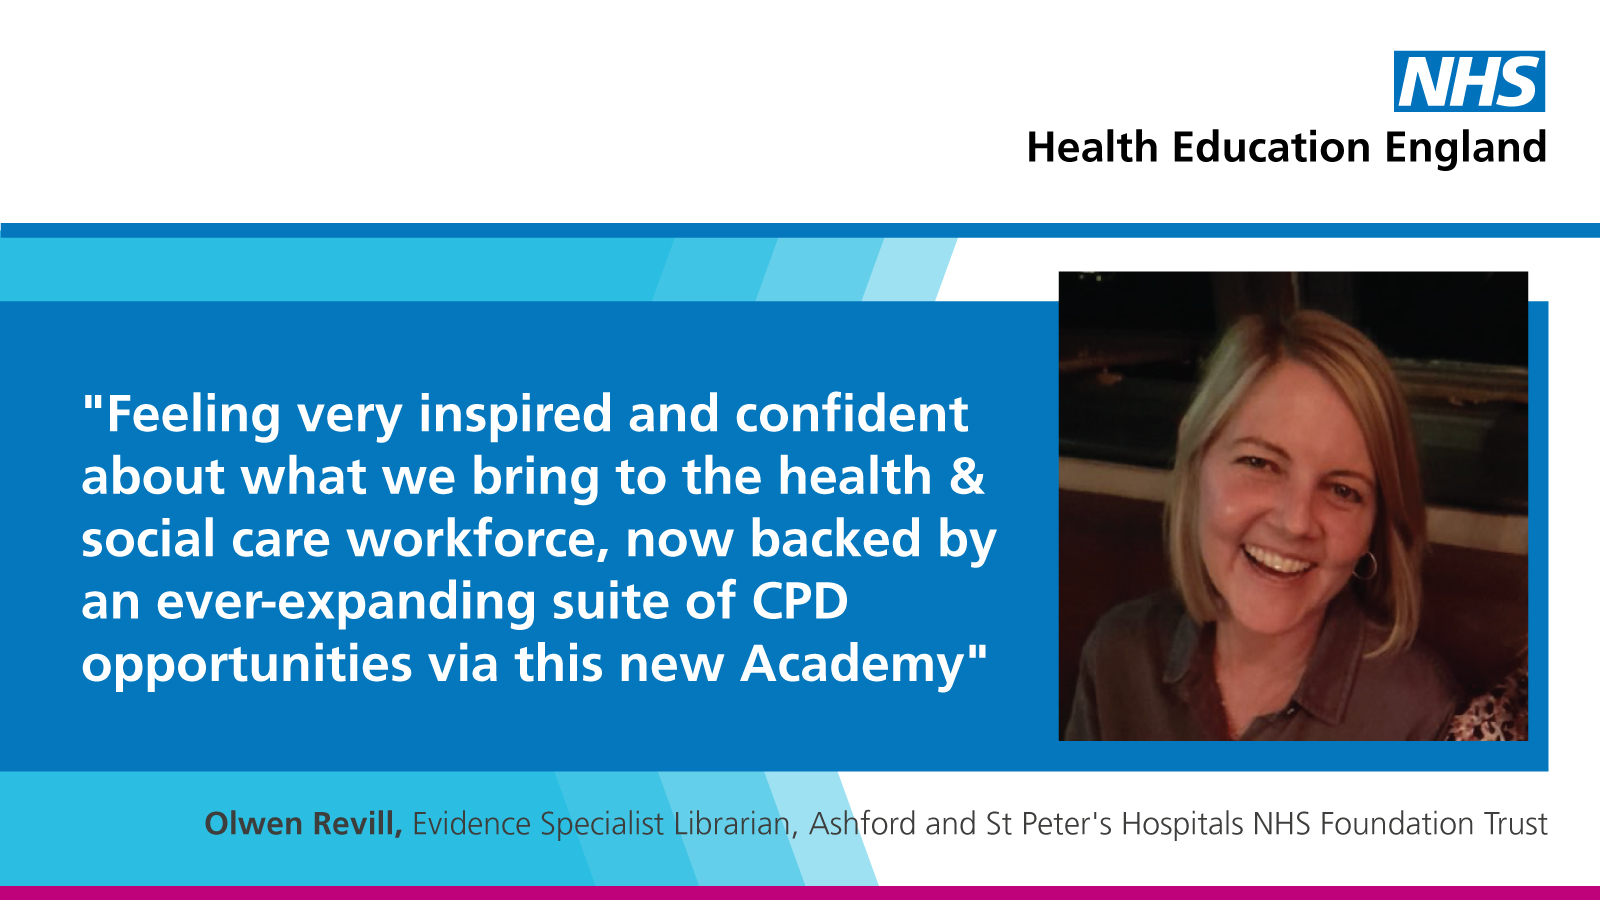 NHS
Health Education England
"Feeling very inspired and confident
about what we bring to the health &
social care workforce, now backed by
an ever-expanding suite of CPD
opportunities via this new Academy"
Olwen Revill, Evidence Specialist Librarian, Ashford and St Peter's Hospitals NHS Foundation Trust